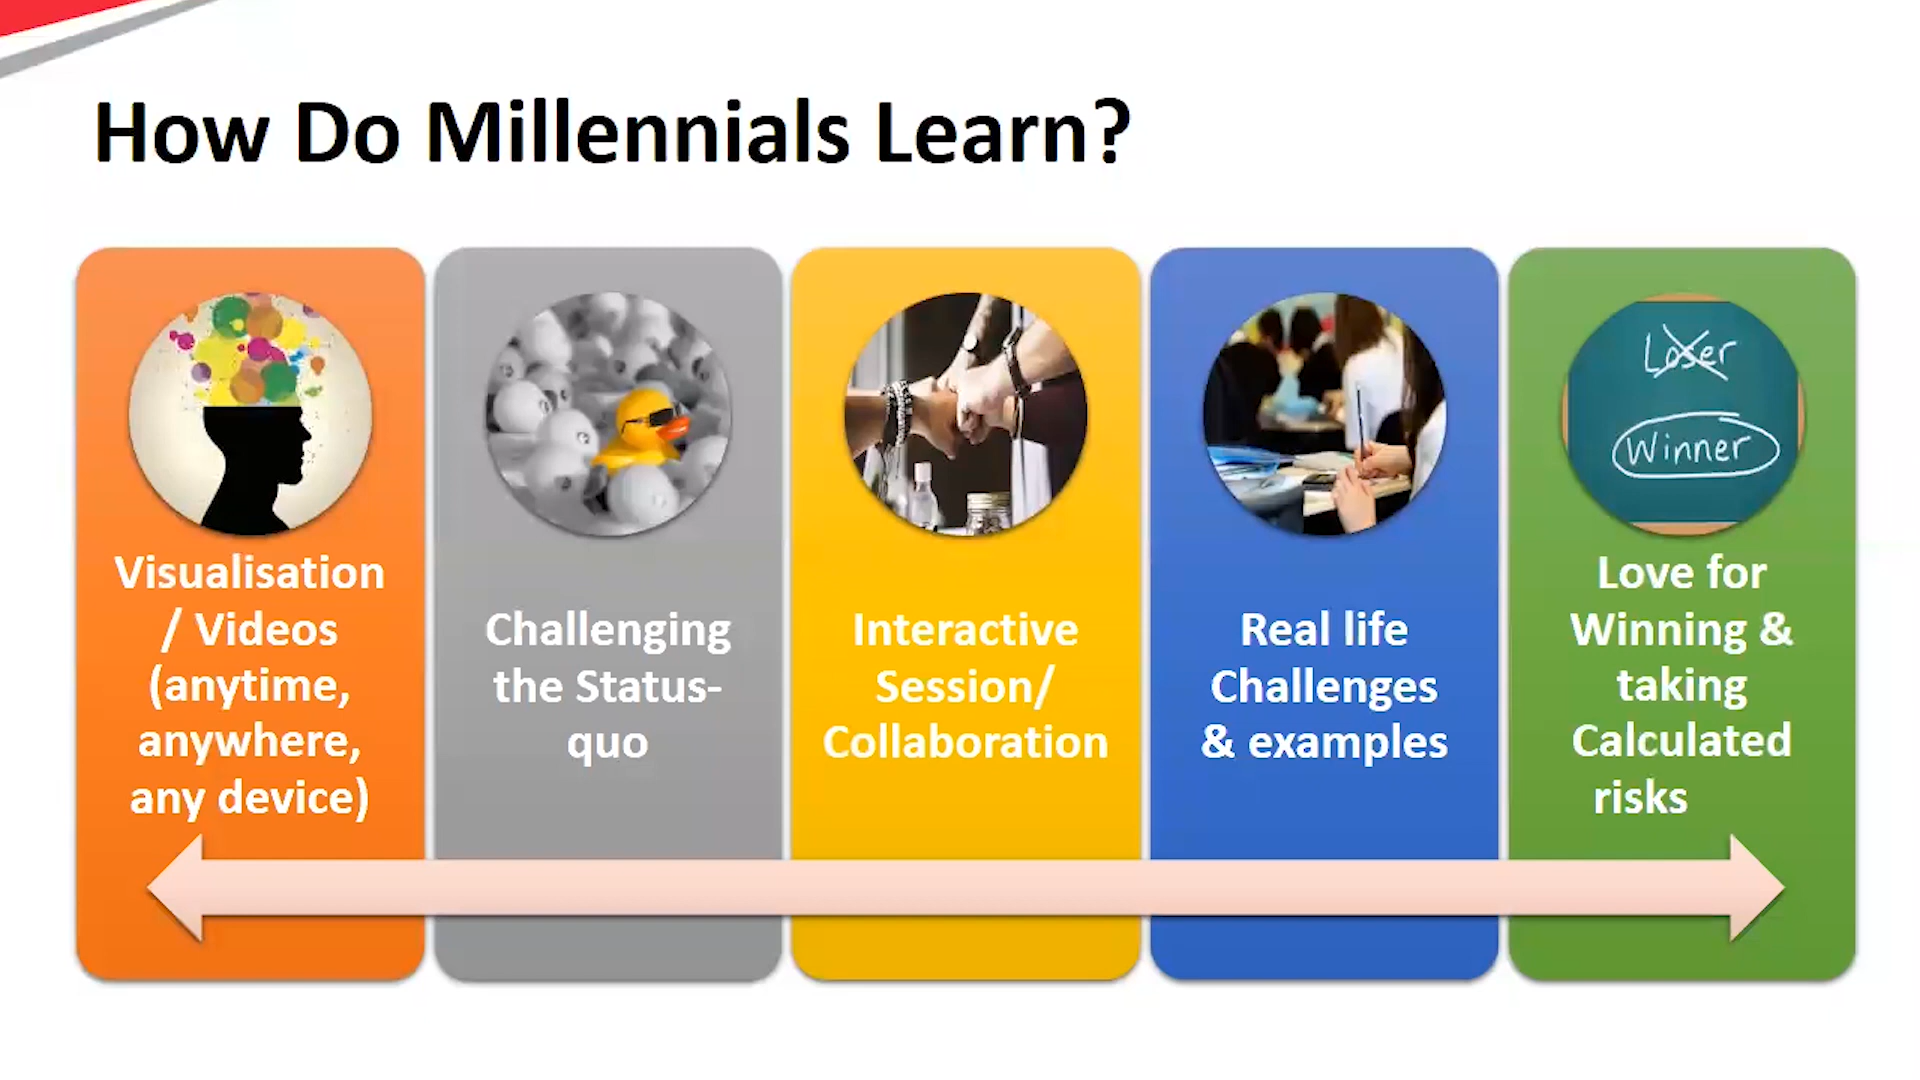 How Do Millennials Learn?
Visualisation
/ Videos
(anytime,
anywhere,
any device)
Challenging
the Status-
quo
Interactive
Session/
Collaboration
Real life
Challenges
& examples
Loser
Winner
Love for
Winning &
taking
Calculated
risks